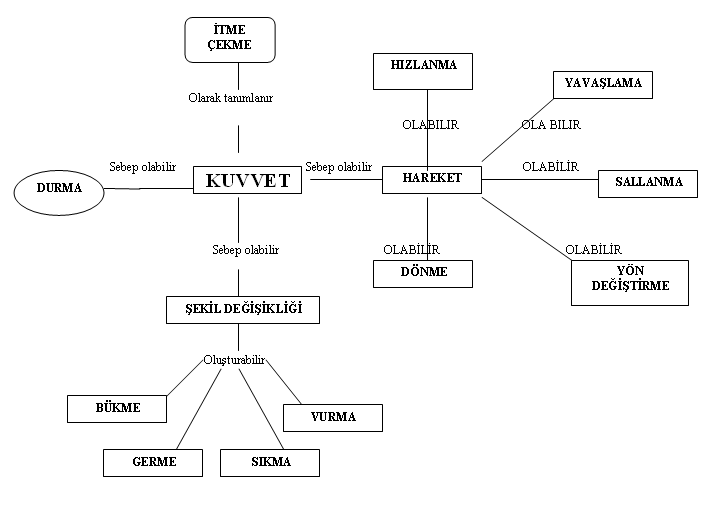 İTME
ÇEKME
HIZLANMA
YAVAŞLAMA
Olarak tanımlanır
OLABILIR
OLA BILIR
Sebep olabilir
Sebep olabilir
OLABİLİR
DURMA
KUVVET
HAREKET
SALLANMA
Sebep olabilir
OLABİLİR
OLABİLİR
DÖNME
YÖN
DEĞİŞTİRME
ŞEKİL DEĞİŞİKLİĞİ
Oluşturabilir
BÜKME
VURMA
GERME
SIKMA